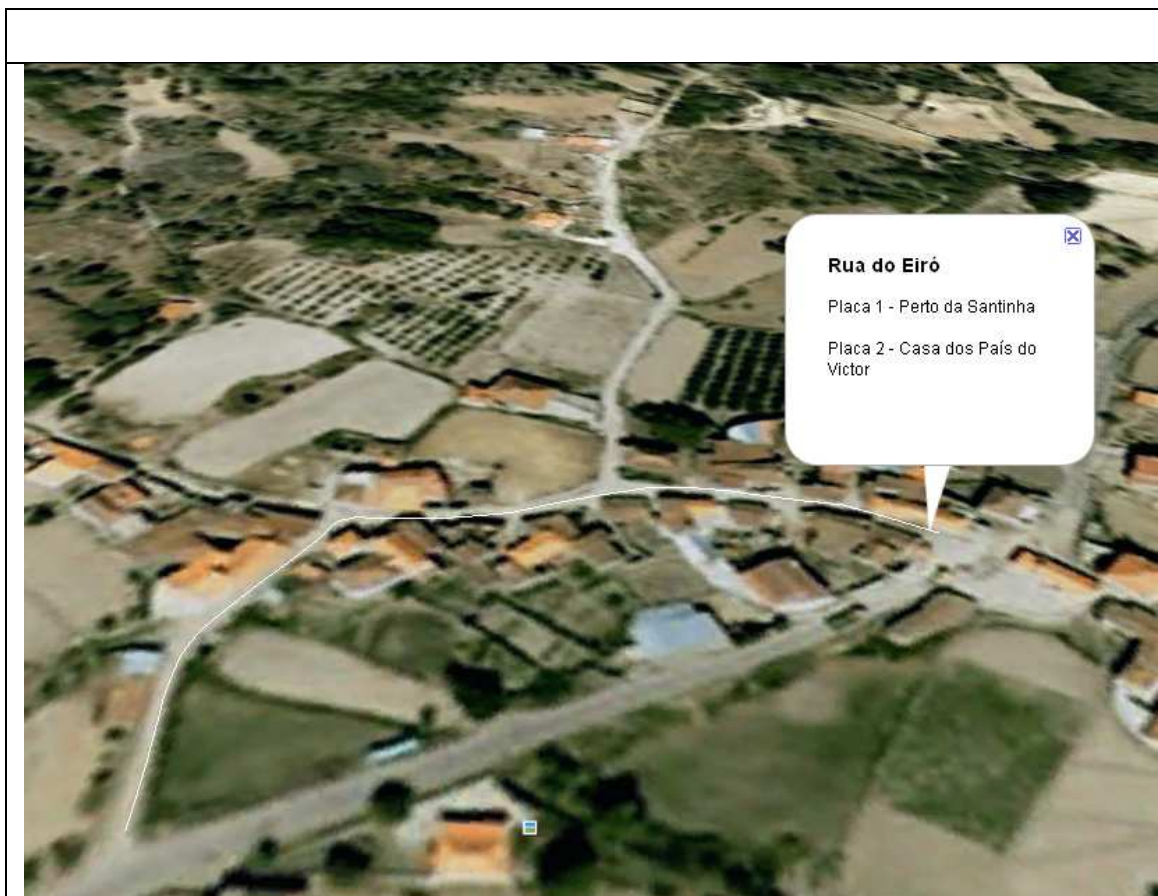 Rua do Eiró
Placa 1 - Perto da Santinha
Placa 2 - Casa dos País do
Victor